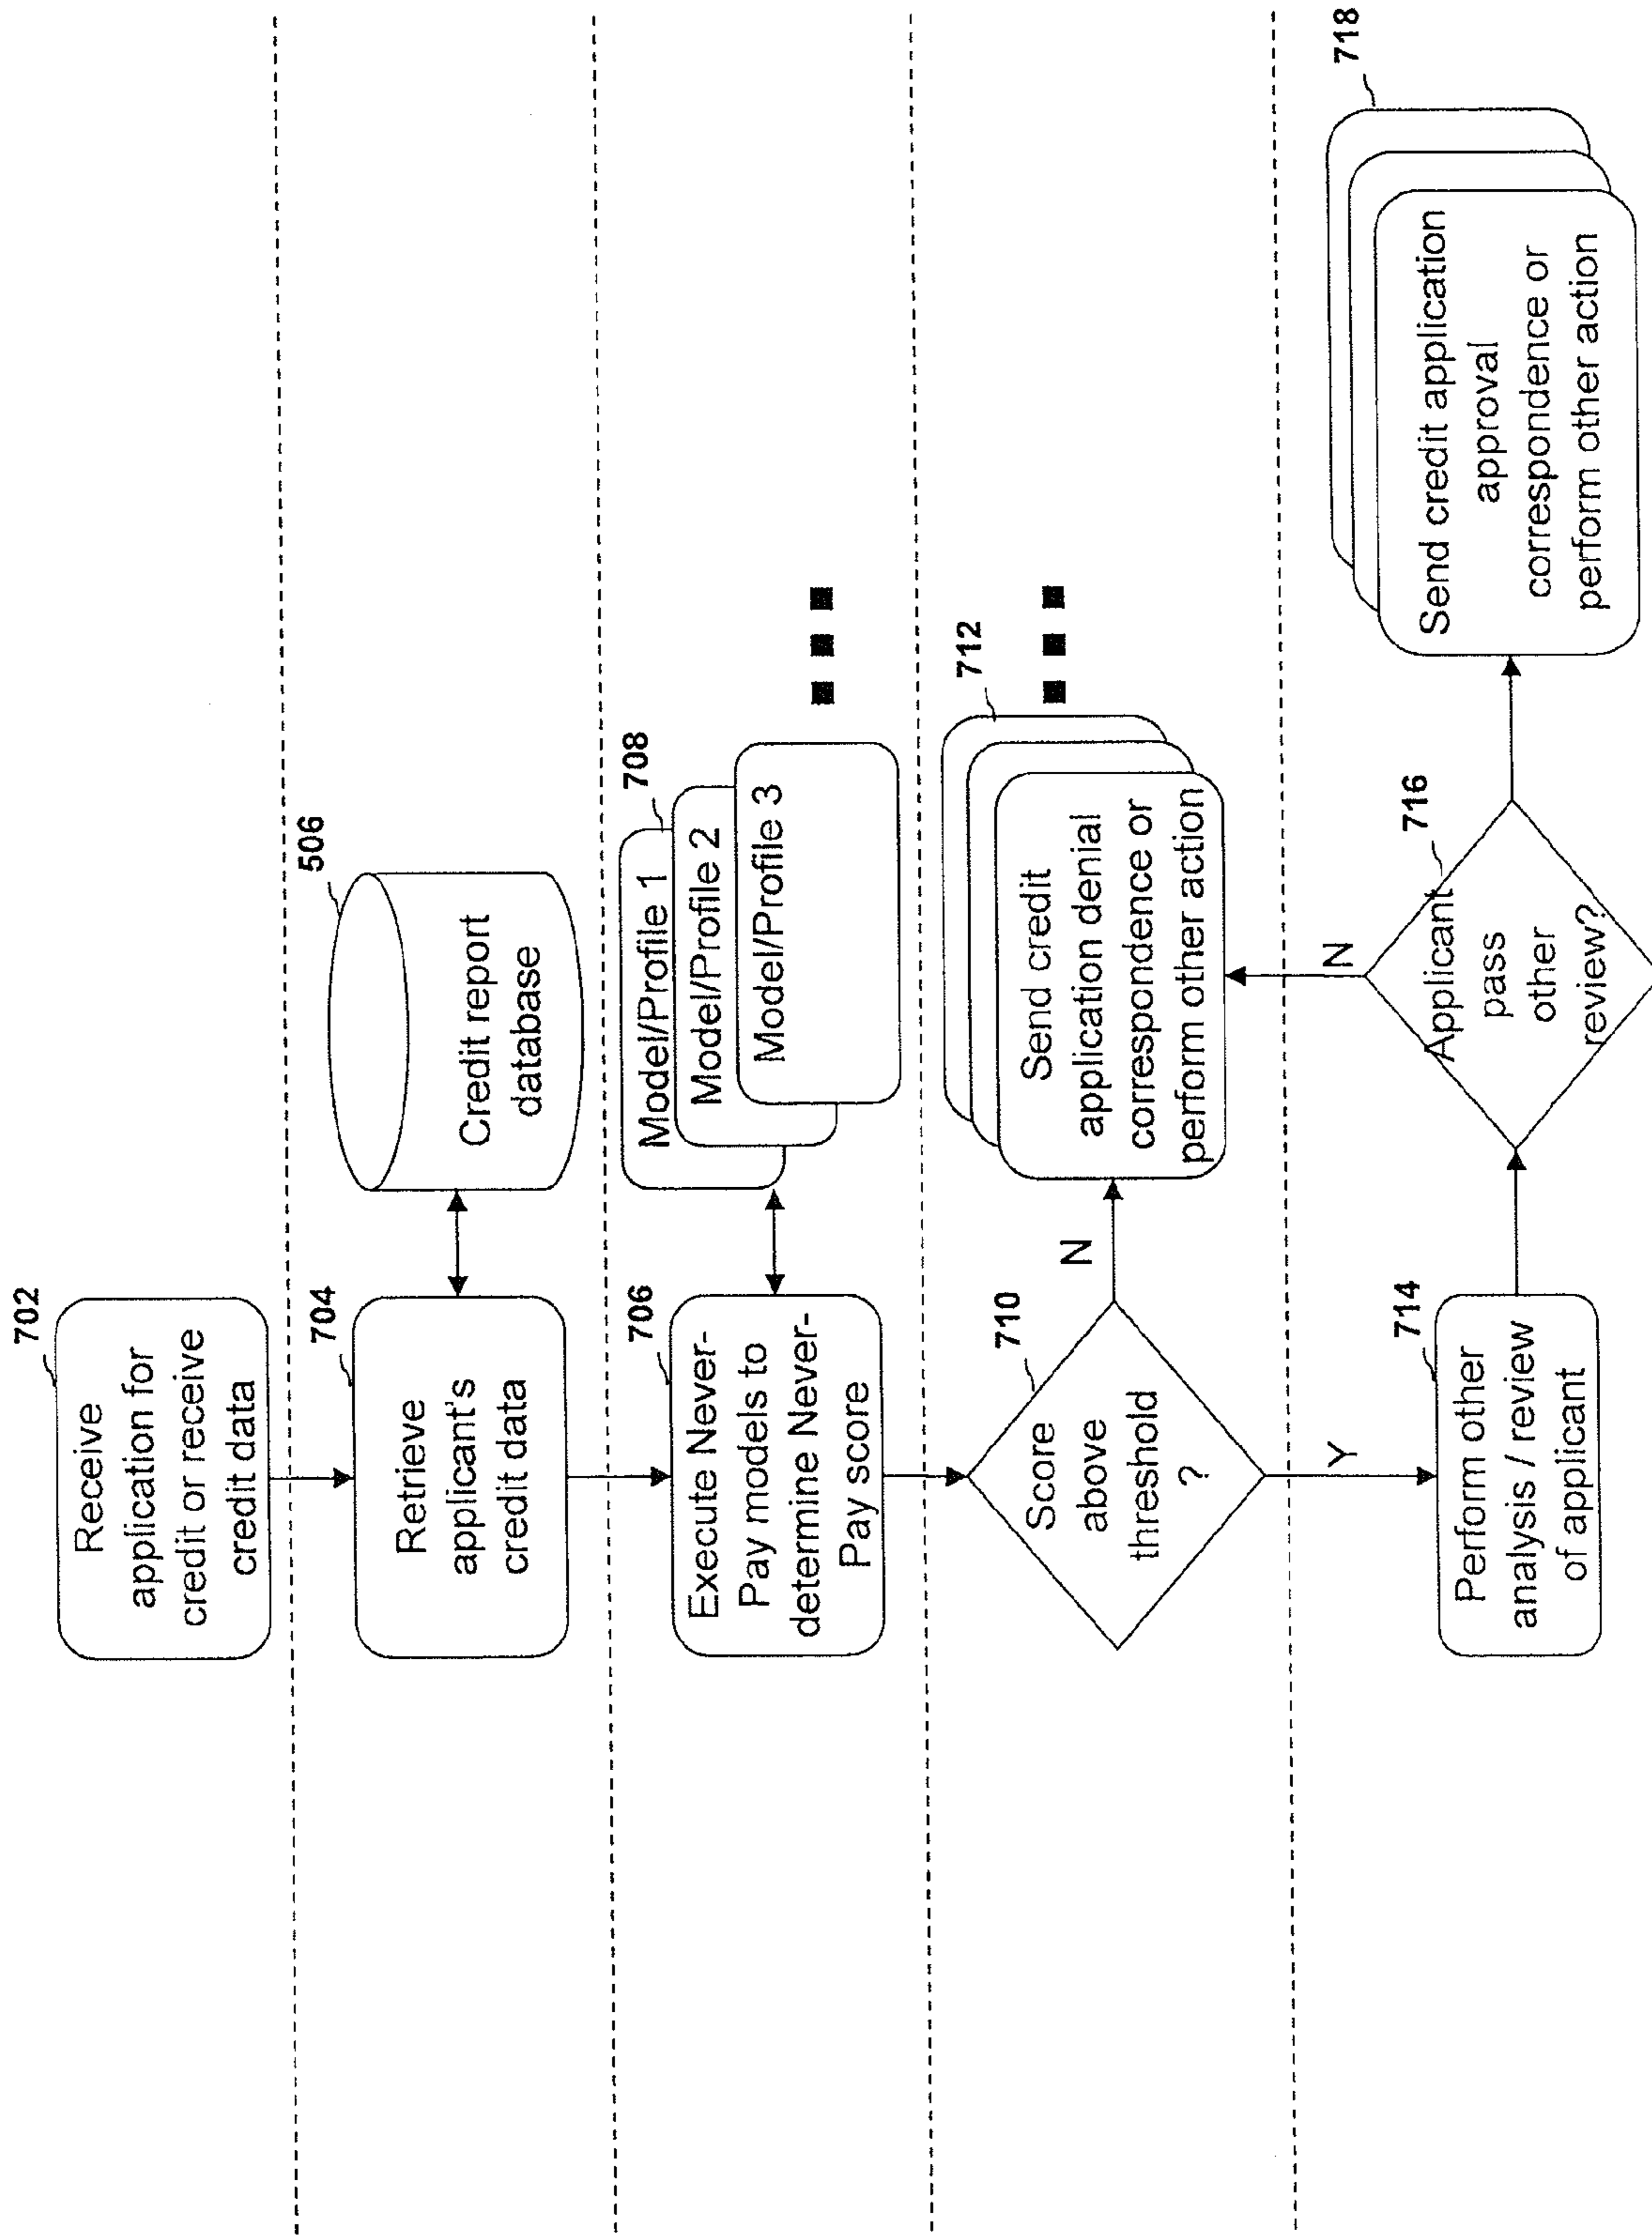 702
Receive
application for
credit or receive
credit data
506
704
Retrieve
applicant's
credit data
Credit report
database
706
Execute Never-
Pay models to
determine Never-
Pay score
708
Model/Profile 1
Model/Profile 2
Model/Profile 3
710
Score
above
threshold
?
N
712
Send credit
application denial
correspondence or
perform other action
Y
N
714
Perform other
analysis / review
of applicant
716
Applicant
pass
other
review?
718
Send credit application
approval
correspondence or
perform other action